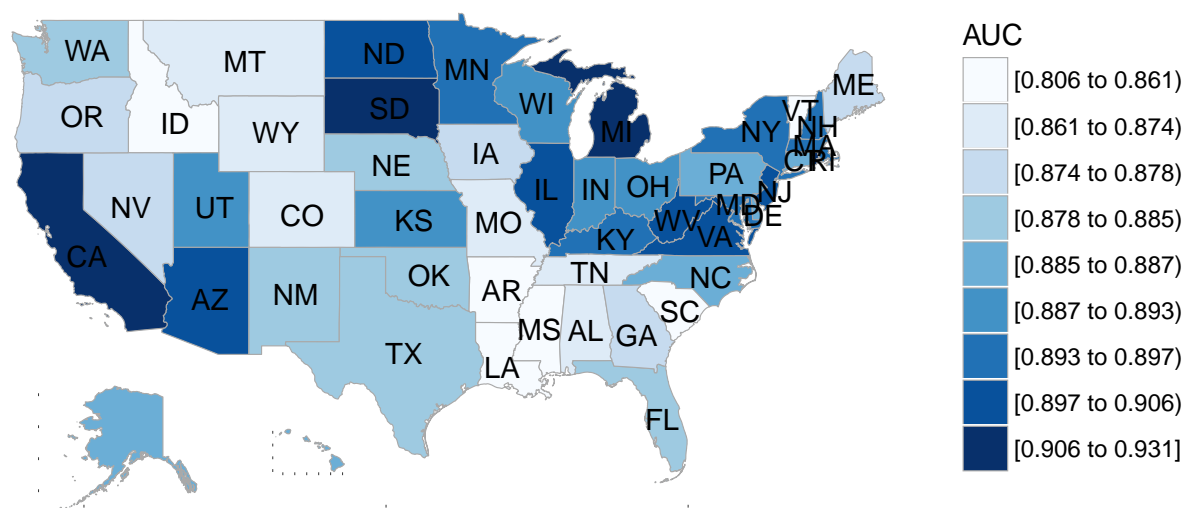 AUC
[0.806 to 0.861)
[0.861 to 0.874)
[0.874 to 0.878)
[0.878 to 0.885)
[0.885 to 0.887)
[0.887 to 0.893)
[0.893 to 0.897)
[0.897 to 0.906)
[0.906 to 0.931]
WA
MT
ND
MN
ME
OR
ID
WY
SD
WI
MI
NY
VT
NH
MA
CT
RI
NE
IA
PA
NV
UT
CO
KS
MO
IL
IN
OH
NJ
MD
DE
WV
VA
KY
CA
AZ
NM
OK
AR
TN
NC
SC
MS
AL
GA
TX
LA
FL